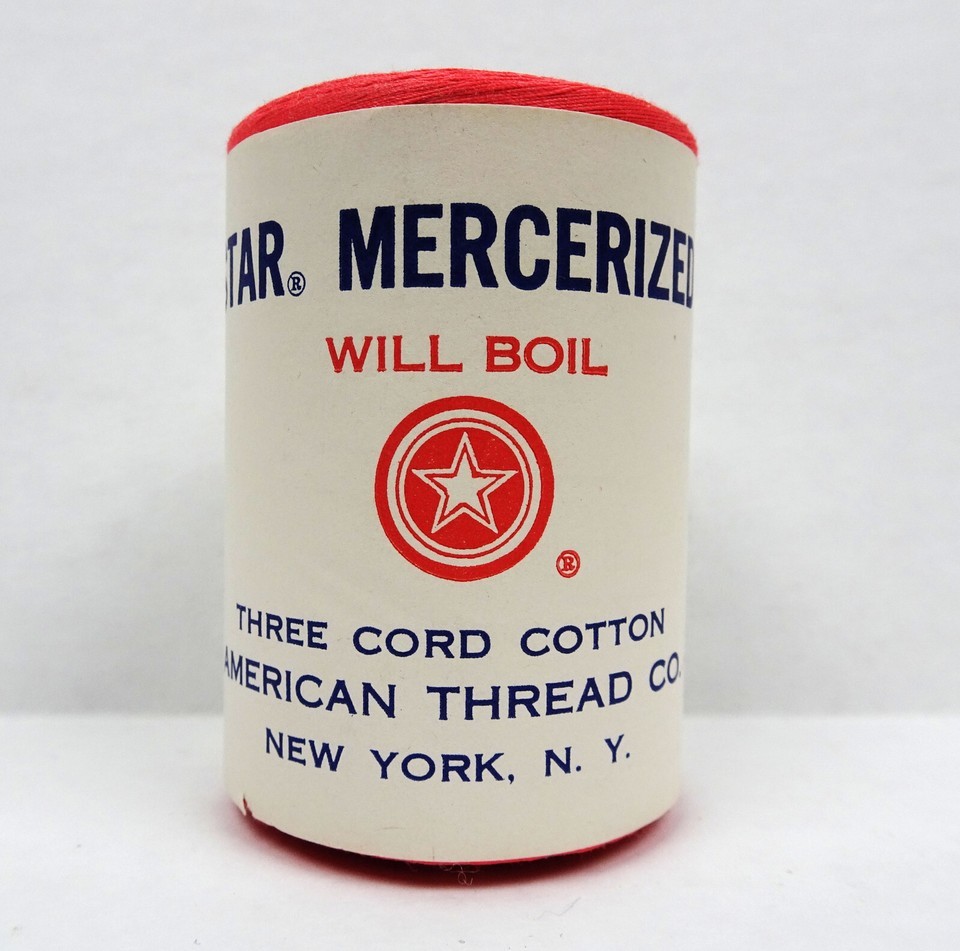 STAR® MERCERIZED
WILL BOIL
®
THREE CORD COTTON
AMERICAN THREAD CO.
NEW YORK, N. Y.